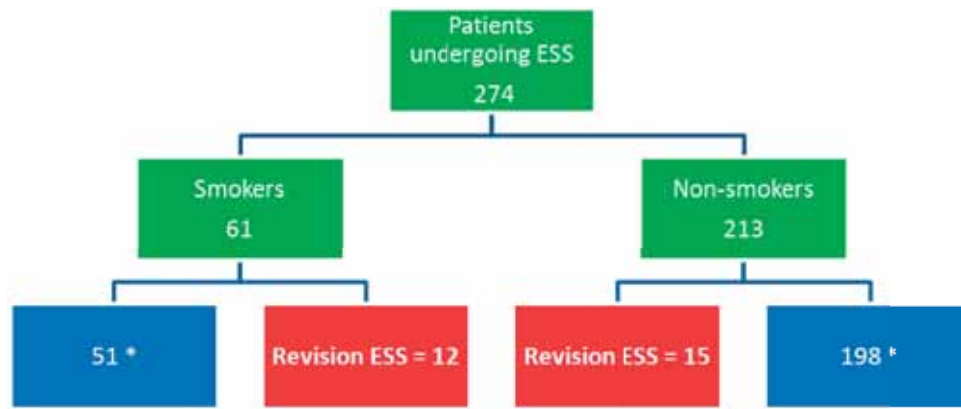 Patients
undergoing ESS
274
Smokers
61
Non-smokers
213
51 *
Revision ESS = 12
Revision ESS = 15
198 *